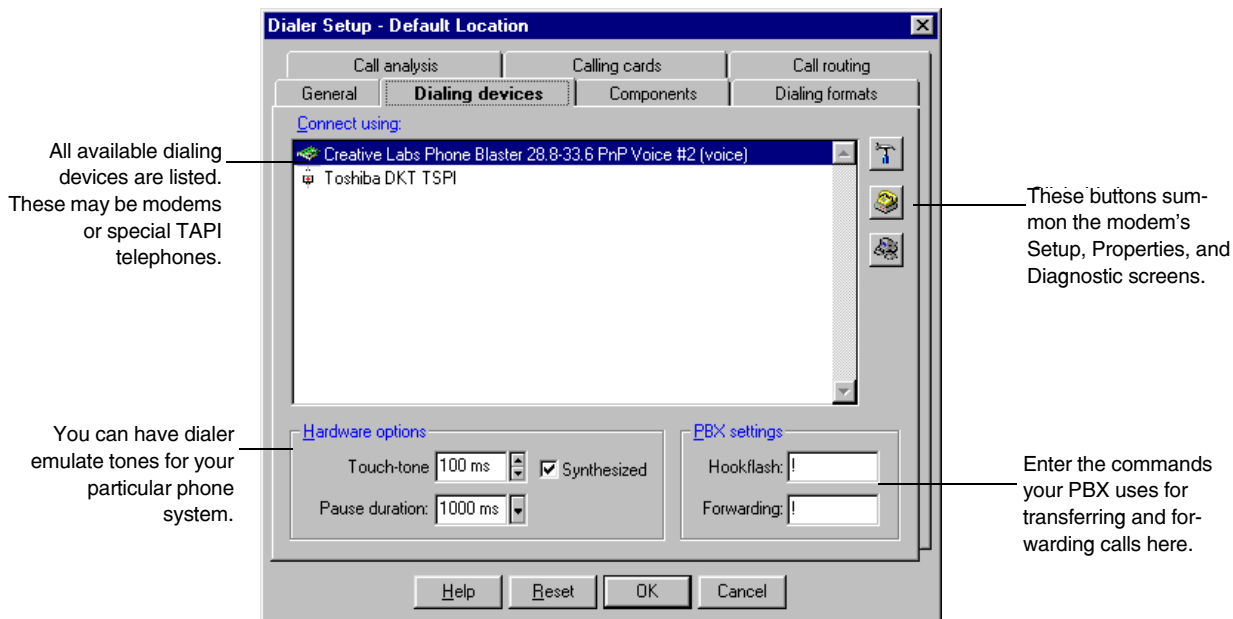 Dialer Setup - Default Location
Call analysis
Calling cards
Call routing
General
Dialing devices
Components
Dialing formats
Connect using:
Creative Labs Phone Blaster 28.8-33.6 PnP Voice #2 (voice)
Toshiba DKT TSPI
All available dialing
devices are listed.
These may be modems
or special TAPI
telephones.
These buttons sum-
mon the modem’s
Setup, Properties, and
Diagnostic screens.
You can have dialer
emulate tones for your
particular phone
system.
Hardware options
Touch-tone 100 ms Synthesized
Pause duration: 1000 ms
PBX settings
Hookflash: !
Forwarding: !
Enter the commands
your PBX uses for
transferring and for-
warding calls here.
Help
Reset
OK
Cancel